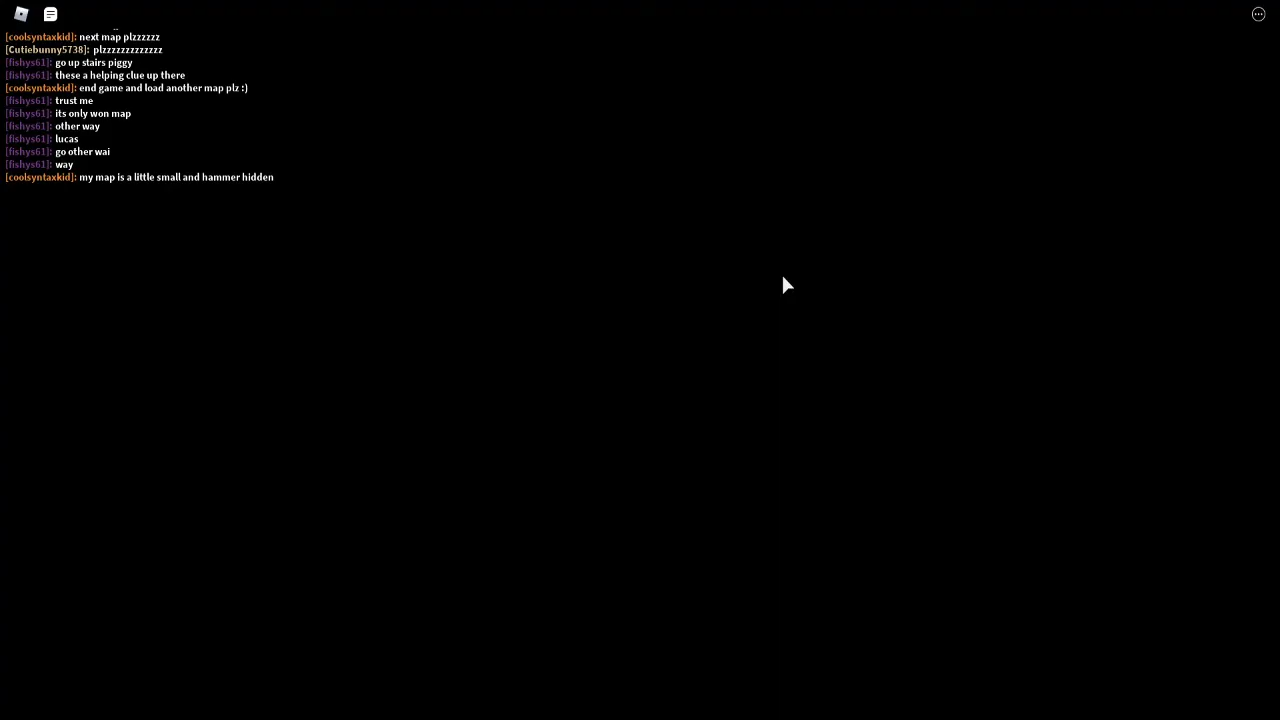 [coolsyntaxkid]: next map plzzzzzz
[Cutiebunny5738]: plzzzzzzzzzzzzz
[fishys61]: go up stairs piggy
[fishys61]: these a helping clue up there
[coolsyntaxkid]: end game and load another map plz :)
[fishys61]: trust me
[fishys61]: its only won map
[fishys61]: other way
[fishys61]: lucas
[fishys61]: go other wai
[fishys61]: way
[coolsyntaxkid]: my map is a little small and hammer hidden